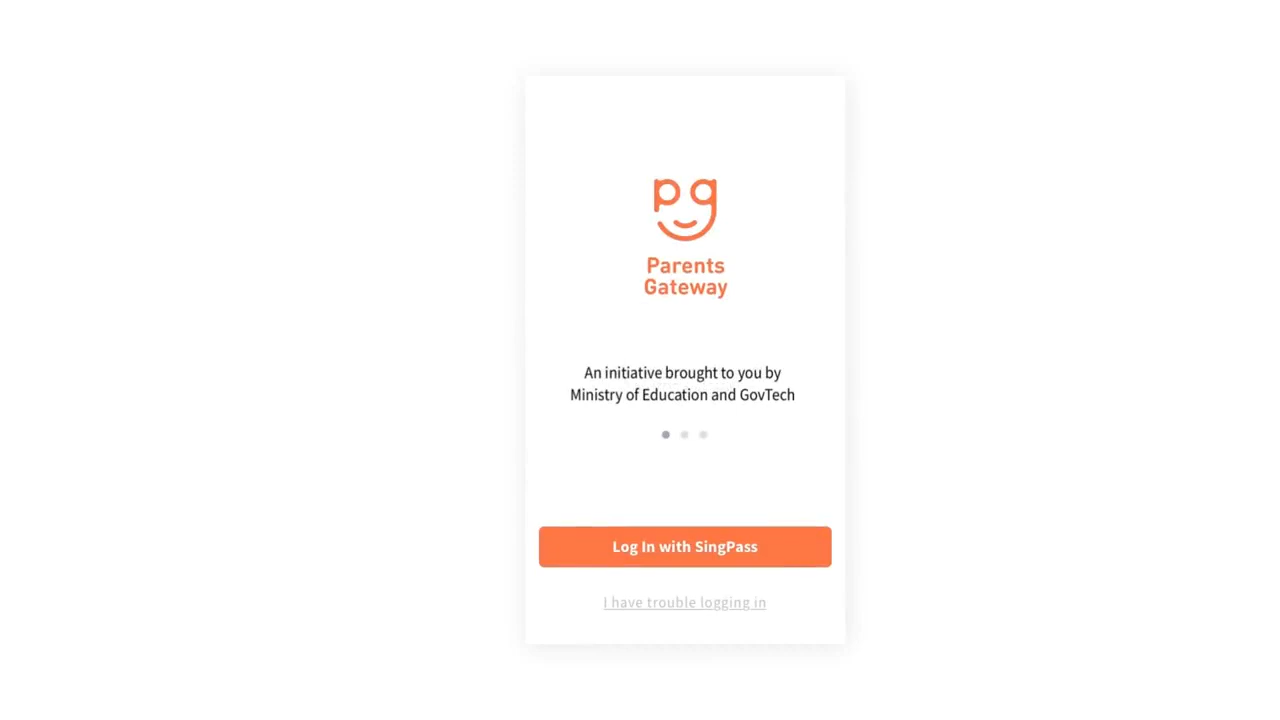 pg
Parents
Gateway
An initiative brought to you by
Ministry of Education and GovTech
Log In with SingPass
I have trouble logging in